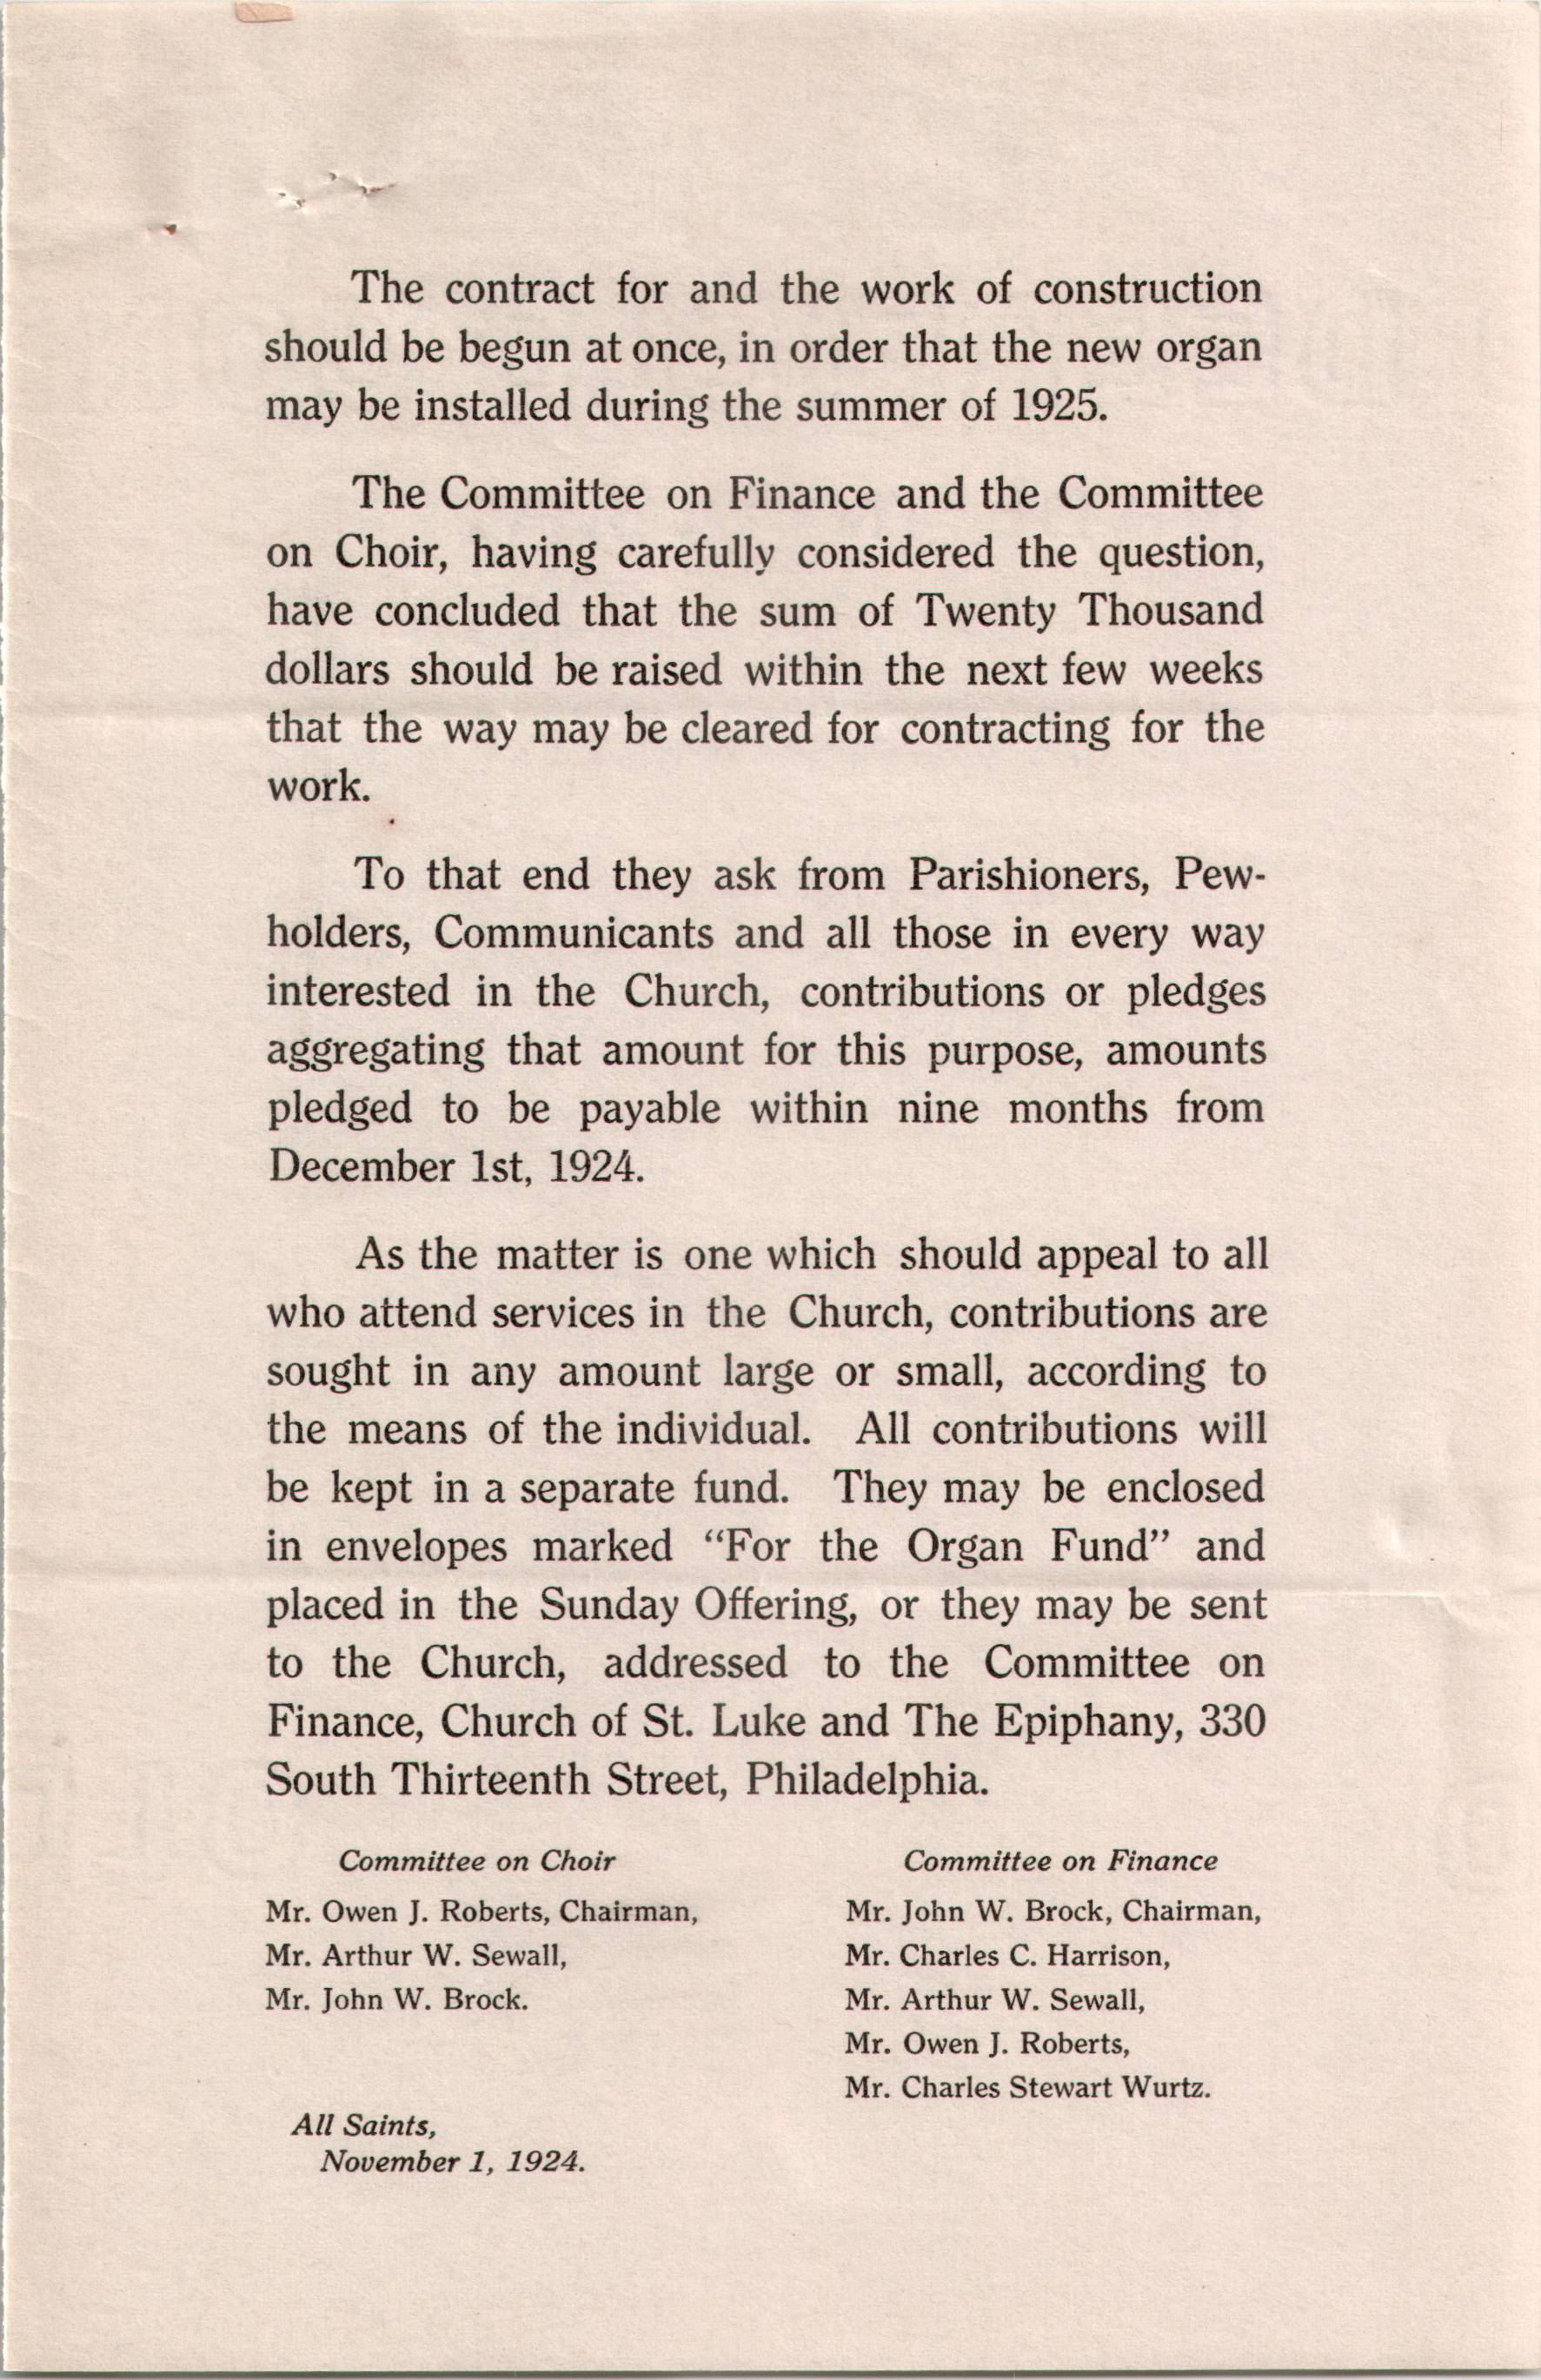 The contract for and the work of construction
should be begun at once, in order that the new organ
may be installed during the summer of 1925.
The Committee on Finance and the Committee
on Choir, having carefully considered the question,
have concluded that the sum of Twenty Thousand
dollars should be raised within the next few weeks
that the way may be cleared for contracting for the
work.
To that end they ask from Parishioners, Pew-
holders, Communicants and all those in every way
interested in the Church, contributions or pledges
aggregating that amount for this purpose, amounts
pledged to be payable within nine months from
December 1st, 1924.
As the matter is one which should appeal to all
who attend services in the Church, contributions are
sought in any amount large or small, according to
the means of the individual. All contributions will
be kept in a separate fund. They may be enclosed
in envelopes marked “For the Organ Fund” and
placed in the Sunday Offering, or they may be sent
to the Church, addressed to the Committee on
Finance, Church of St. Luke and The Epiphany, 330
South Thirteenth Street, Philadelphia.
Committee on Choir
Mr. Owen J. Roberts, Chairman,
Mr. Arthur W. Sewall,
Mr. John W. Brock.
Committee on Finance
Mr. John W. Brock, Chairman,
Mr. Charles C. Harrison,
Mr. Arthur W. Sewall,
Mr. Owen J. Roberts,
Mr. Charles Stewart Wurtz.
All Saints,
November 1, 1924.